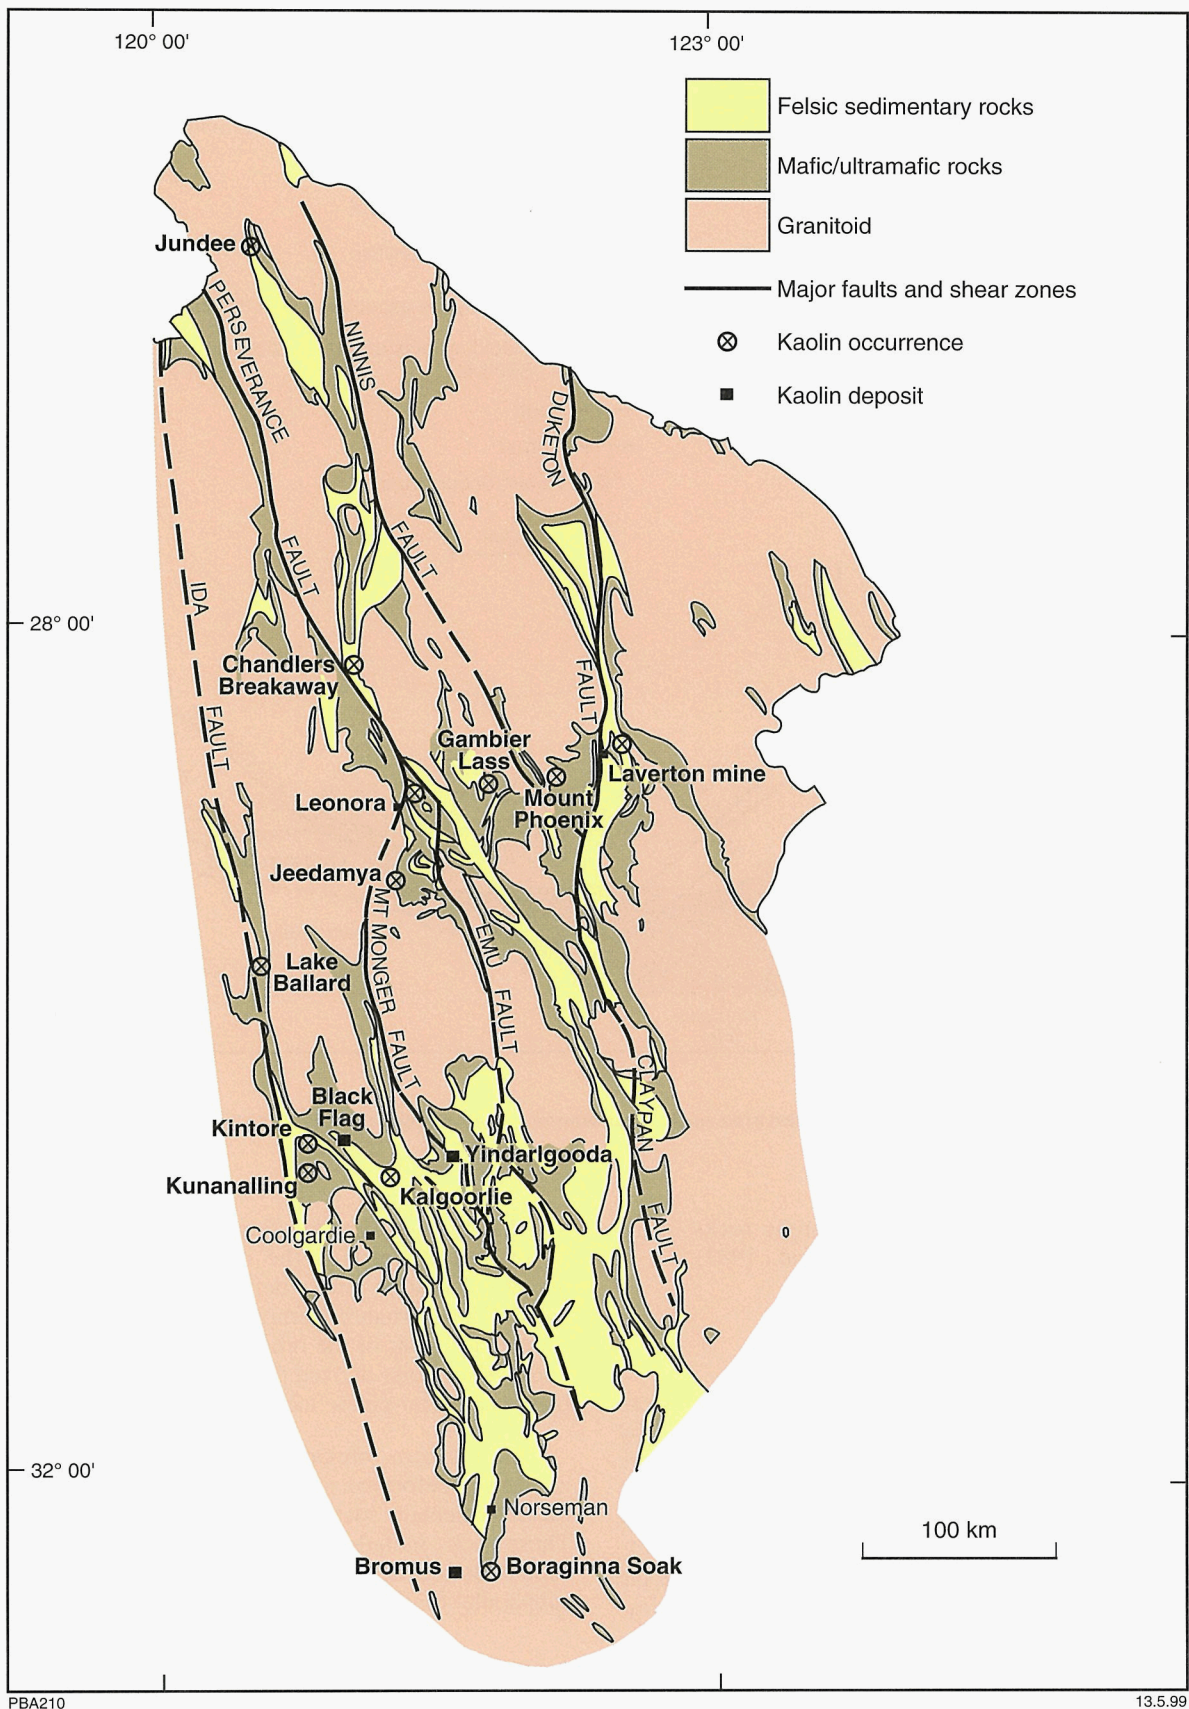 120° 00'
123° 00'
Felsic sedimentary rocks
Mafic/ultramafic rocks
Granitoid
Major faults and shear zones
Kaolin occurrence
Kaolin deposit
Jundee
PERSEVERANCE
FAULT
NINNIS
FAULT
DUKETON
FAULT
IDA
FAULT
28° 00'
Chandlers
Breakaway
Gambier
Lass
Laverton mine
Mount
Phoenix
Leonora
Jeedamya
MT MONGER
FAULT
EMU
FAULT
Lake
Ballard
CLAYPAN
FAULT
Black
Flag
Kintore
Yindarlgooda
Kunanalling
Kalgoorlie
Coolgardie
32° 00'
Norseman
100 km
Bromus
Boraginna Soak
PBA210
13.5.99